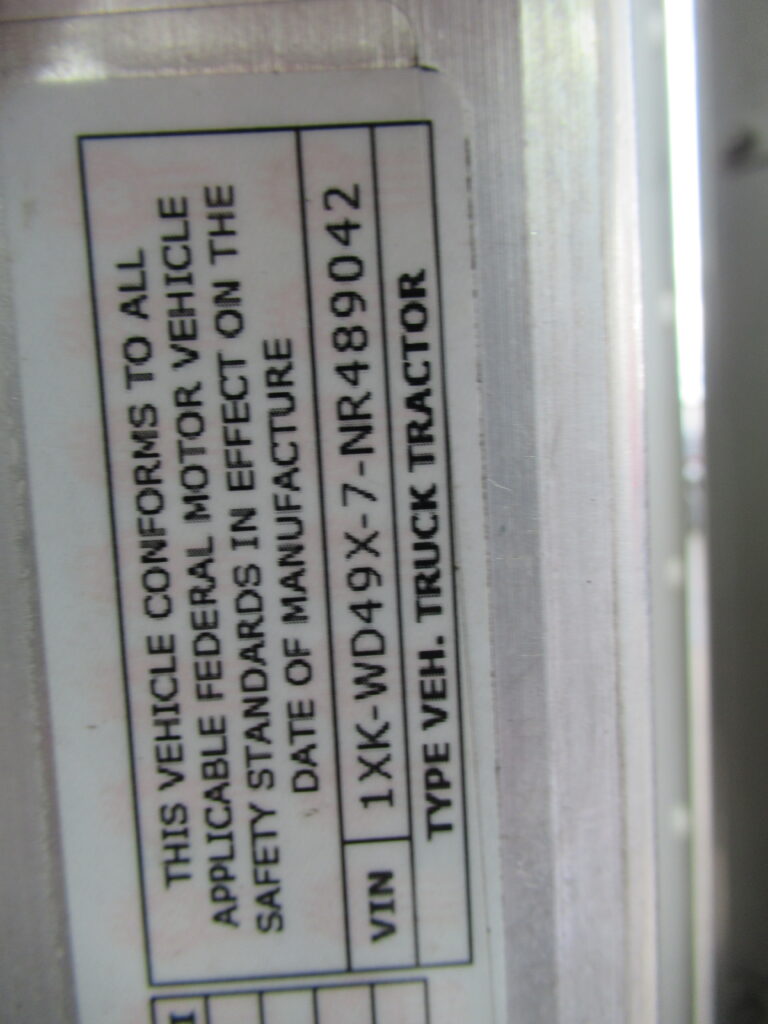 THIS VEHICLE CONFORMS TO ALL
APPLICABLE FEDERAL MOTOR VEHICLE
SAFETY STANDARDS IN EFFECT ON THE
DATE OF MANUFACTURE
VIN 1XK-WD49X-7-NR489042
TYPE VEH. TRUCK TRACTOR